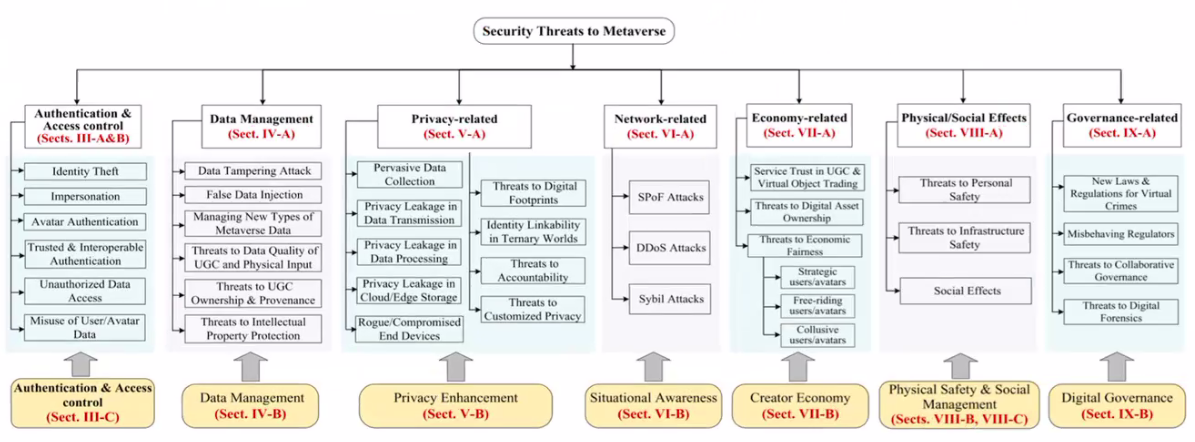 Security Threats to Metaverse
Authentication &
Access control
(Sects. III-A&B)
Identity Theft
Impersonation
Avatar Authentication
Trusted & Interoperable
Authentication
Unauthorized Data
Access
Misuse of User/Avatar
Data
Authentication & Access
control
(Sect. III-C)
Data Management
(Sect. IV-A)
Data Tampering Attack
False Data Injection
Managing New Types of
Metaverse Data
Threats to Data Quality of
UGC and Physical Input
Threats to UGC
Ownership & Provenance
Threats to Intellectual
Property Protection
Data Management
(Sect. IV-B)
Privacy-related
(Sect. V-A)
Pervasive Data
Collection
Privacy Leakage in
Data Transmission
Privacy Leakage in
Data Processing
Privacy Leakage in
Cloud/Edge Storage
Rogue/Compromised
End Devices
Threats to Digital
Footprints
Identity Linkability
in Ternary Worlds
Threats to
Accountability
Threats to
Customized Privacy
Privacy Enhancement
(Sect. V-B)
Network-related
(Sect. VI-A)
SPoF Attacks
DDoS Attacks
Sybil Attacks
Situational Awareness
(Sect. VI-B)
Economy-related
(Sect. VII-A)
Service Trust in UGC &
Virtual Object Trading
Threats to Digital Asset
Ownership
Threats to Economic
Fairness
Strategic
users/avatars
Free-riding
users/avatars
Collusive
users/avatars
Creator Economy
(Sect. VII-B)
Physical/Social Effects
(Sect. VIII-A)
Threats to Personal
Safety
Threats to Infrastructure
Safety
Social Effects
Physical Safety & Social
Management
(Sects. VIII-B, VIII-C)
Governance-related
(Sect. IX-A)
New Laws &
Regulations for Virtual
Crimes
Misbehaving Regulators
Threats to Collaborative
Governance
Threats to Digital
Forensics
Digital Governance
(Sect. IX-B)